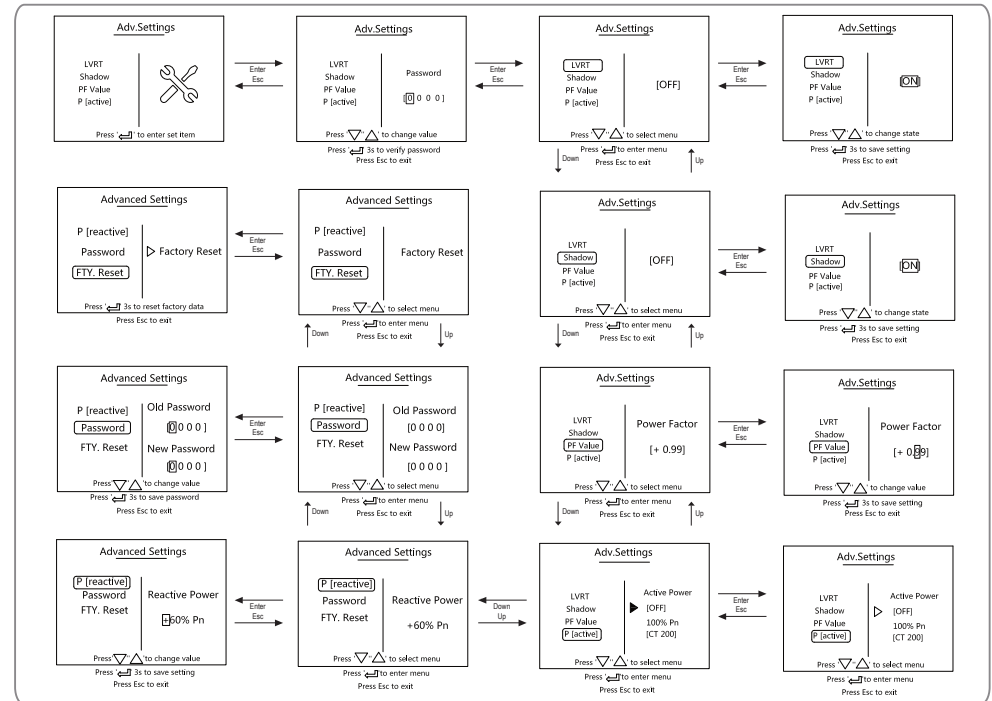 Adv.Settings
LVRT
Shadow
PF Value
P [active]
Press '' to enter set item
Enter
Esc
Adv.Settings
LVRT
Shadow
PF Value
P [active]
Password
[0 0 0 0 ]
Press '▽''△' to change value
Press '' 3s to verify password
Press Esc to exit
Enter
Esc
Adv.Settings
LVRT
Shadow
PF Value
P [active]
[OFF]
Press '▽''△' to select menu
Press '' to enter menu
Press Esc to exit
Down
Up
Enter
Esc
Adv.Settings
LVRT
Shadow
PF Value
P [active]
[ON]
Press '▽''△' to change state
Press '' 3s to save setting
Press Esc to exit
Advanced Settings
P [reactive]
Password
FTY. Reset
▷ Factory Reset
Press '' 3s to reset factory data
Press Esc to exit
Enter
Esc
Advanced Settings
P [reactive]
Password
FTY. Reset
Factory Reset
Press '▽''△' to select menu
Press '' to enter menu
Press Esc to exit
Down
Up
Adv.Settings
LVRT
Shadow
PF Value
P [active]
[OFF]
Press '▽''△' to select menu
Press '' to enter menu
Press Esc to exit
Down
Up
Enter
Esc
Adv.Settings
LVRT
Shadow
PF Value
P [active]
[ON]
Press '▽''△' to change state
Press '' 3s to save setting
Press Esc to exit
Advanced Settings
P [reactive]
Password
FTY. Reset
Old Password
[0 0 0 0 ]
New Password
[0 0 0 0 ]
Press '▽''△' to change value
Press '' 3s to save password
Press Esc to exit
Enter
Esc
Advanced Settings
P [reactive]
Password
FTY. Reset
Old Password
[0 0 0 0]
New Password
[0 0 0 0 ]
Press '▽''△' to select menu
Press '' to enter menu
Press Esc to exit
Down
Up
Adv.Settings
LVRT
Shadow
PF Value
P [active]
Power Factor
[+ 0.99]
Press '▽''△' to select menu
Press '' to enter menu
Press Esc to exit
Down
Up
Enter
Esc
Adv.Settings
LVRT
Shadow
PF Value
P [active]
Power Factor
[+ 0.99]
Press '▽''△' to change value
Press '' 3s to save setting
Press Esc to exit
Advanced Settings
P [reactive]
Password
FTY. Reset
Reactive Power
+60% Pn
Press '▽''△' to change value
Press '' 3s to save setting
Press Esc to exit
Enter
Esc
Advanced Settings
P [reactive]
Password
FTY. Reset
Reactive Power
+60% Pn
Press '▽''△' to select menu
Press '' to enter menu
Press Esc to exit
Down
Up
Adv.Settings
LVRT
Shadow
PF Value
P [active]
Active Power
▶ [OFF]
100% Pn
[CT 200]
Press '▽''△' to select menu
Press '' to enter menu
Press Esc to exit
Enter
Esc
Adv.Settings
LVRT
Shadow
PF Value
P [active]
Active Power
▷ [OFF]
100% Pn
[CT 200]
Press '▽''△' to select menu
Press '' to enter menu
Press Esc to exit